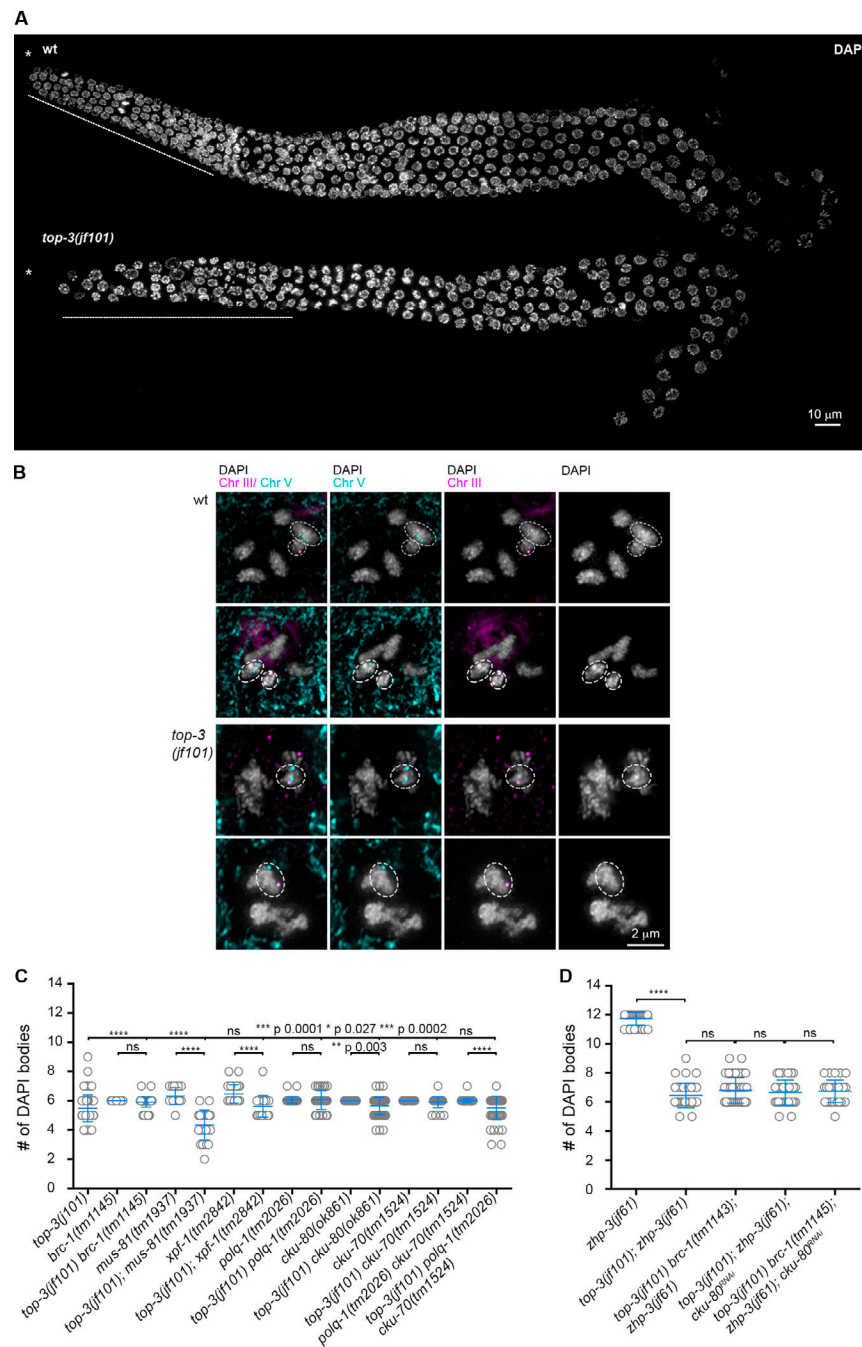 A
* wt
DAP
top-3(jf101)
*
10 μm
B
DAPI
Chr III/ Chr V
DAPI
Chr V
DAPI
Chr III
DAPI
wt
top-3
(jf101)
2 μm
C
# of DAPI bodies
14
12
10
8
6
4
2
0
**** **** ns *** p 0.0001 * p 0.027 *** p 0.0002 ns
ns **** **** ns ** p 0.003 ns ****
top-3(j101)
brc-1(tm1145)
top-3(jf101) brc-1(tm1145)
mus-81(tm1937)
top-3(jf101); mus-81(tm1937)
xpf-1(tm2842)
top-3(jf101); xpf-1(tm2842)
polq-1(tm2026)
top-3(jf101) polq-1(tm2026)
cku-80(ok861)
top-3(jf101) cku-80(ok861)
cku-70(tm1524)
top-3(jf101) cku-70(tm1524)
polq-1(tm2026) cku-70(tm1524)
top-3(jf101) polq-1(tm2026)
cku-70(tm1524)
D
# of DAPI bodies
14
12
10
8
6
4
2
0
****
ns ns ns
zhp-3(jf61)
top-3(jf101); zhp-3(jf61)
top-3(jf101) brc-1(tm1143);
zhp-3(jf61)
top-3(jf101); zhp-3(jf61);
cku-80RNAi
top-3(jf101) brc-1(tm1145);
zhp-3(jf61); cku-80RNAi